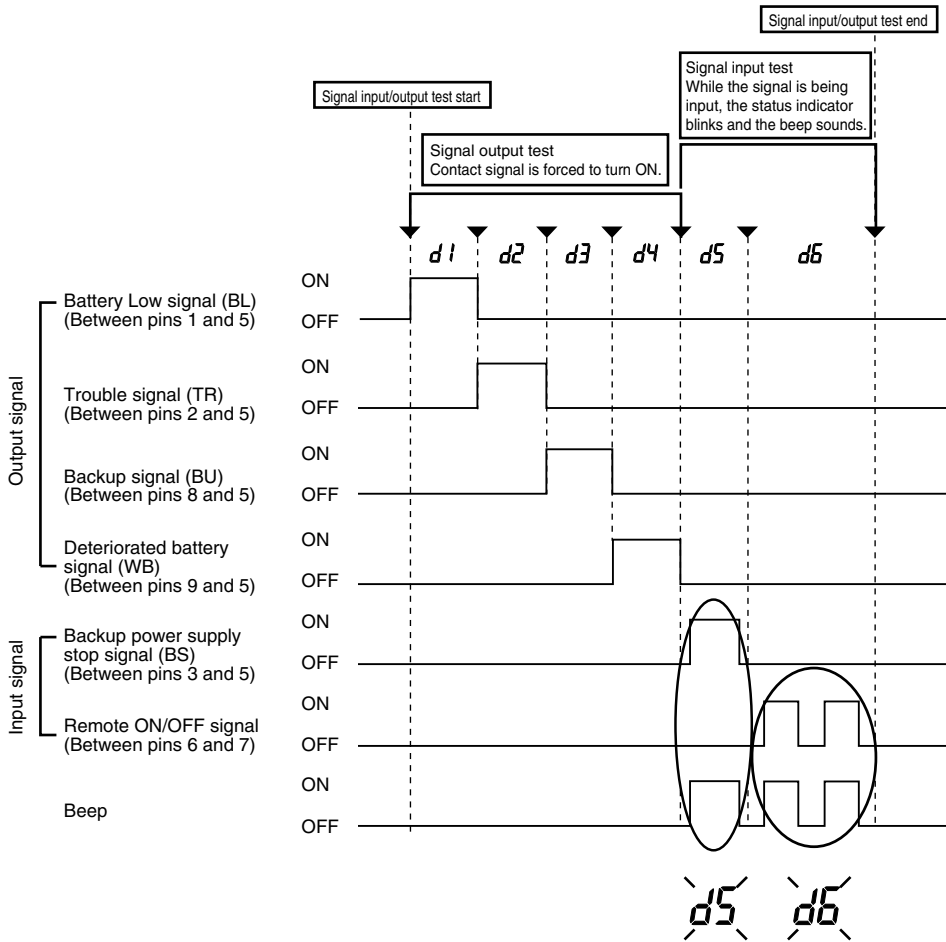 Signal input/output test end
Signal input test
While the signal is being
input, the status indicator
blinks and the beep sounds.
Signal input/output test start
Signal output test
Contact signal is forced to turn ON.
d1 d2 d3 d4 d5 d6
Output signal
Battery Low signal (BL)
(Between pins 1 and 5)
ON
OFF
Trouble signal (TR)
(Between pins 2 and 5)
ON
OFF
Backup signal (BU)
(Between pins 8 and 5)
ON
OFF
Deteriorated battery
signal (WB)
(Between pins 9 and 5)
ON
OFF
Input signal
Backup power supply
stop signal (BS)
(Between pins 3 and 5)
ON
OFF
Remote ON/OFF signal
(Between pins 6 and 7)
ON
OFF
Beep
ON
OFF
d5 d6